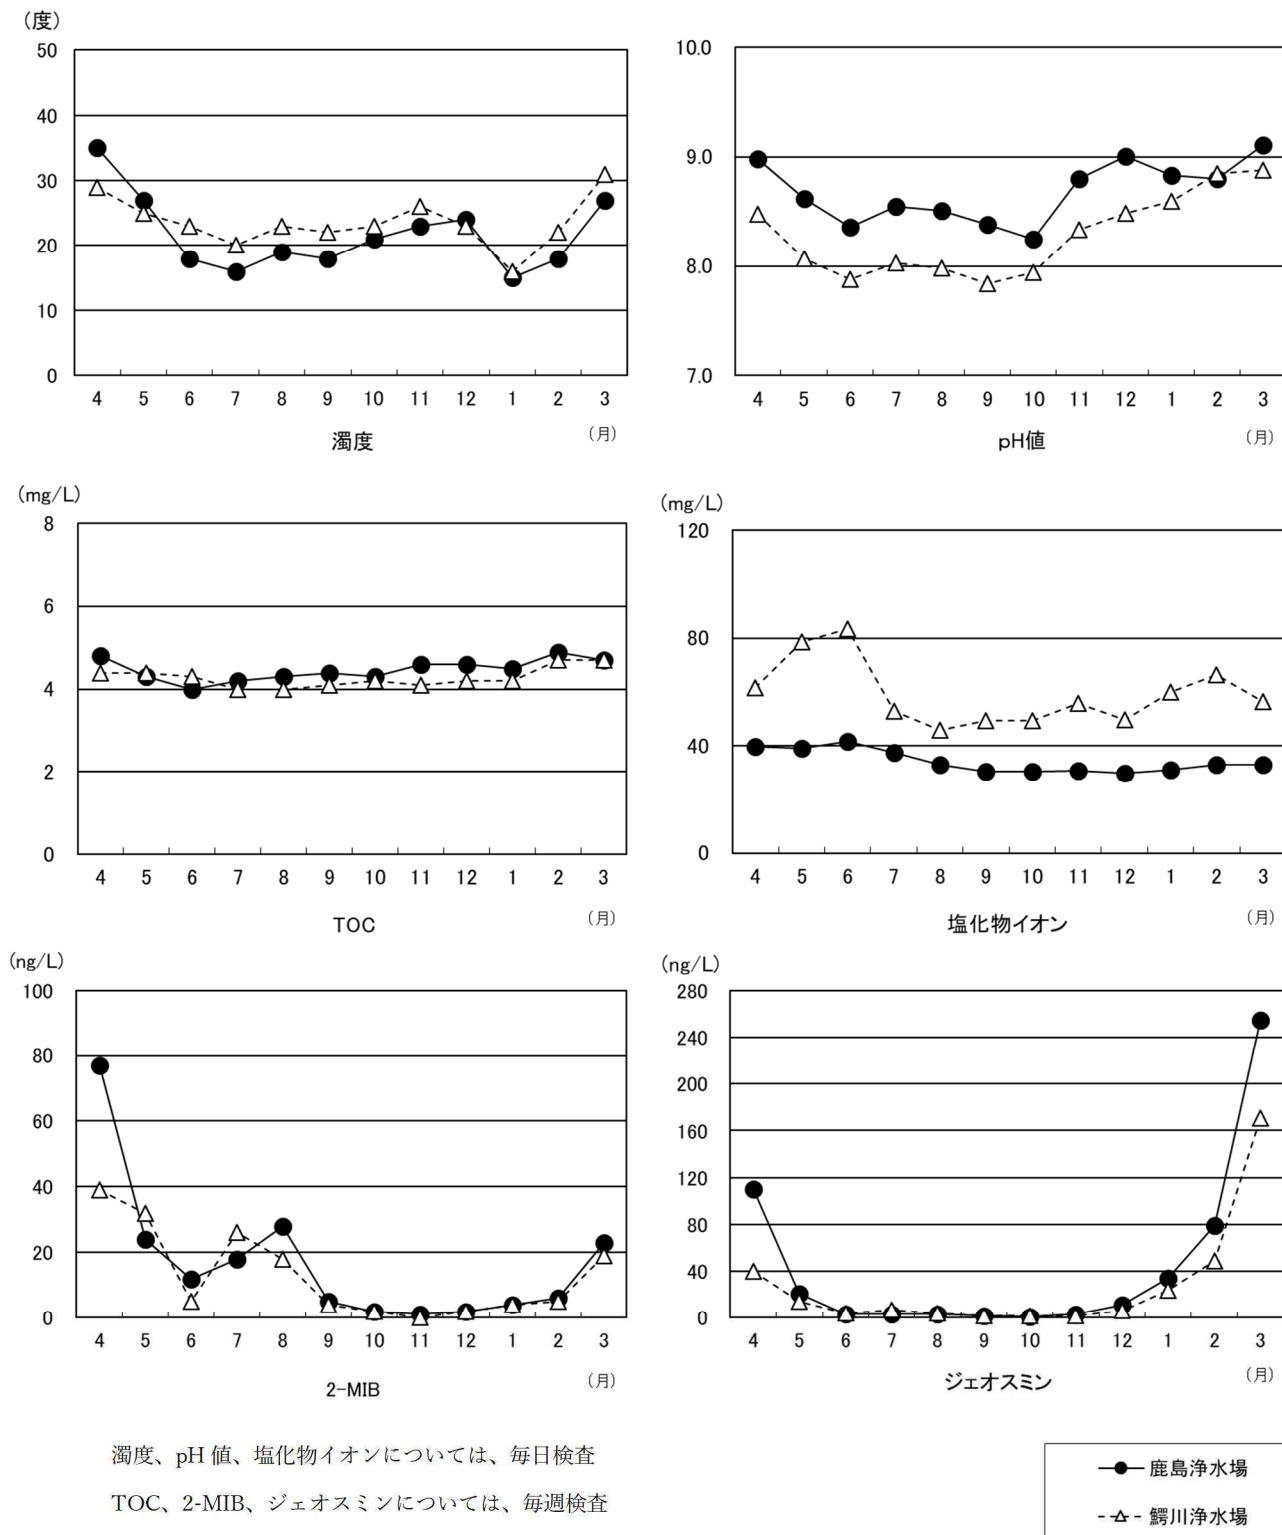 （度）
50
40
30
20
10
0
4 5 6 7 8 9 10 11 12 1 2 3
濁度
（月）
10.0
9.0
8.0
7.0
4 5 6 7 8 9 10 11 12 1 2 3
pH値
（月）
（mg/L）
8
6
4
2
0
4 5 6 7 8 9 10 11 12 1 2 3
TOC
（月）
（mg/L）
120
80
40
0
4 5 6 7 8 9 10 11 12 1 2 3
塩化物イオン
（月）
（ng/L）
100
80
60
40
20
0
4 5 6 7 8 9 10 11 12 1 2 3
2-MIB
（月）
（ng/L）
280
240
200
160
120
80
40
0
4 5 6 7 8 9 10 11 12 1 2 3
ジェオスミン
（月）
濁度、pH 値、塩化物イオンについては、毎日検査
TOC、2-MIB、ジェオスミンについては、毎週検査
鹿島浄水場
鰐川浄水場